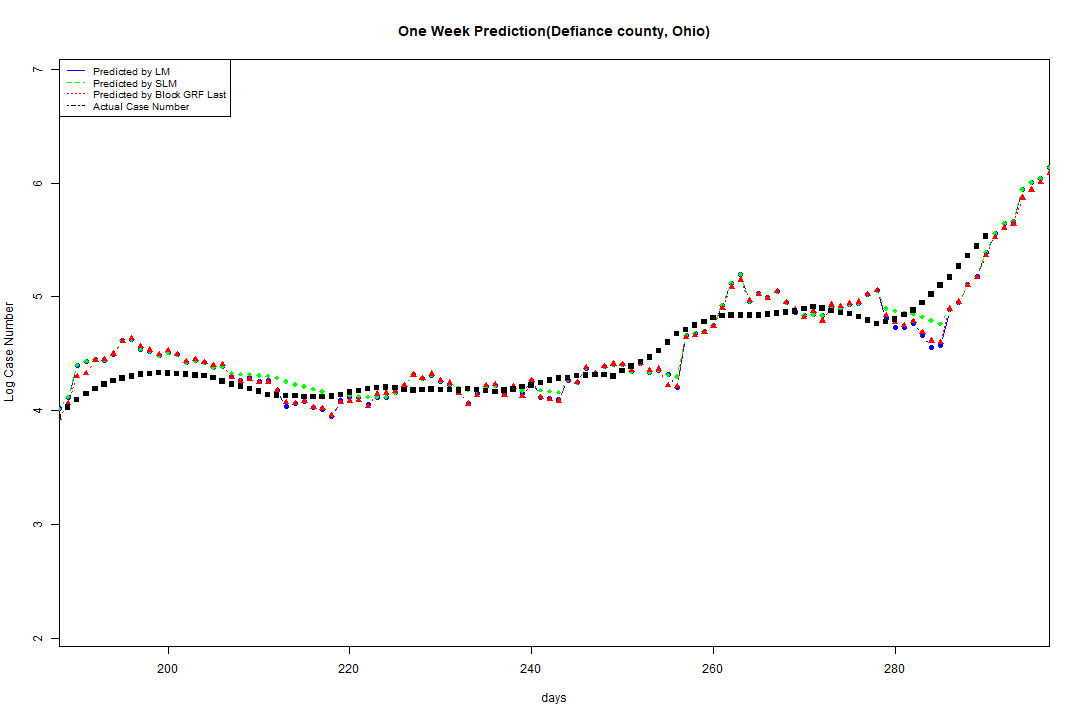 One Week Prediction(Defiance county, Ohio)
Predicted by LM
Predicted by SLM
Predicted by Block GRF Last
Actual Case Number
Log Case Number
7
6
5
4
3
2
200 220 240 260 280
days